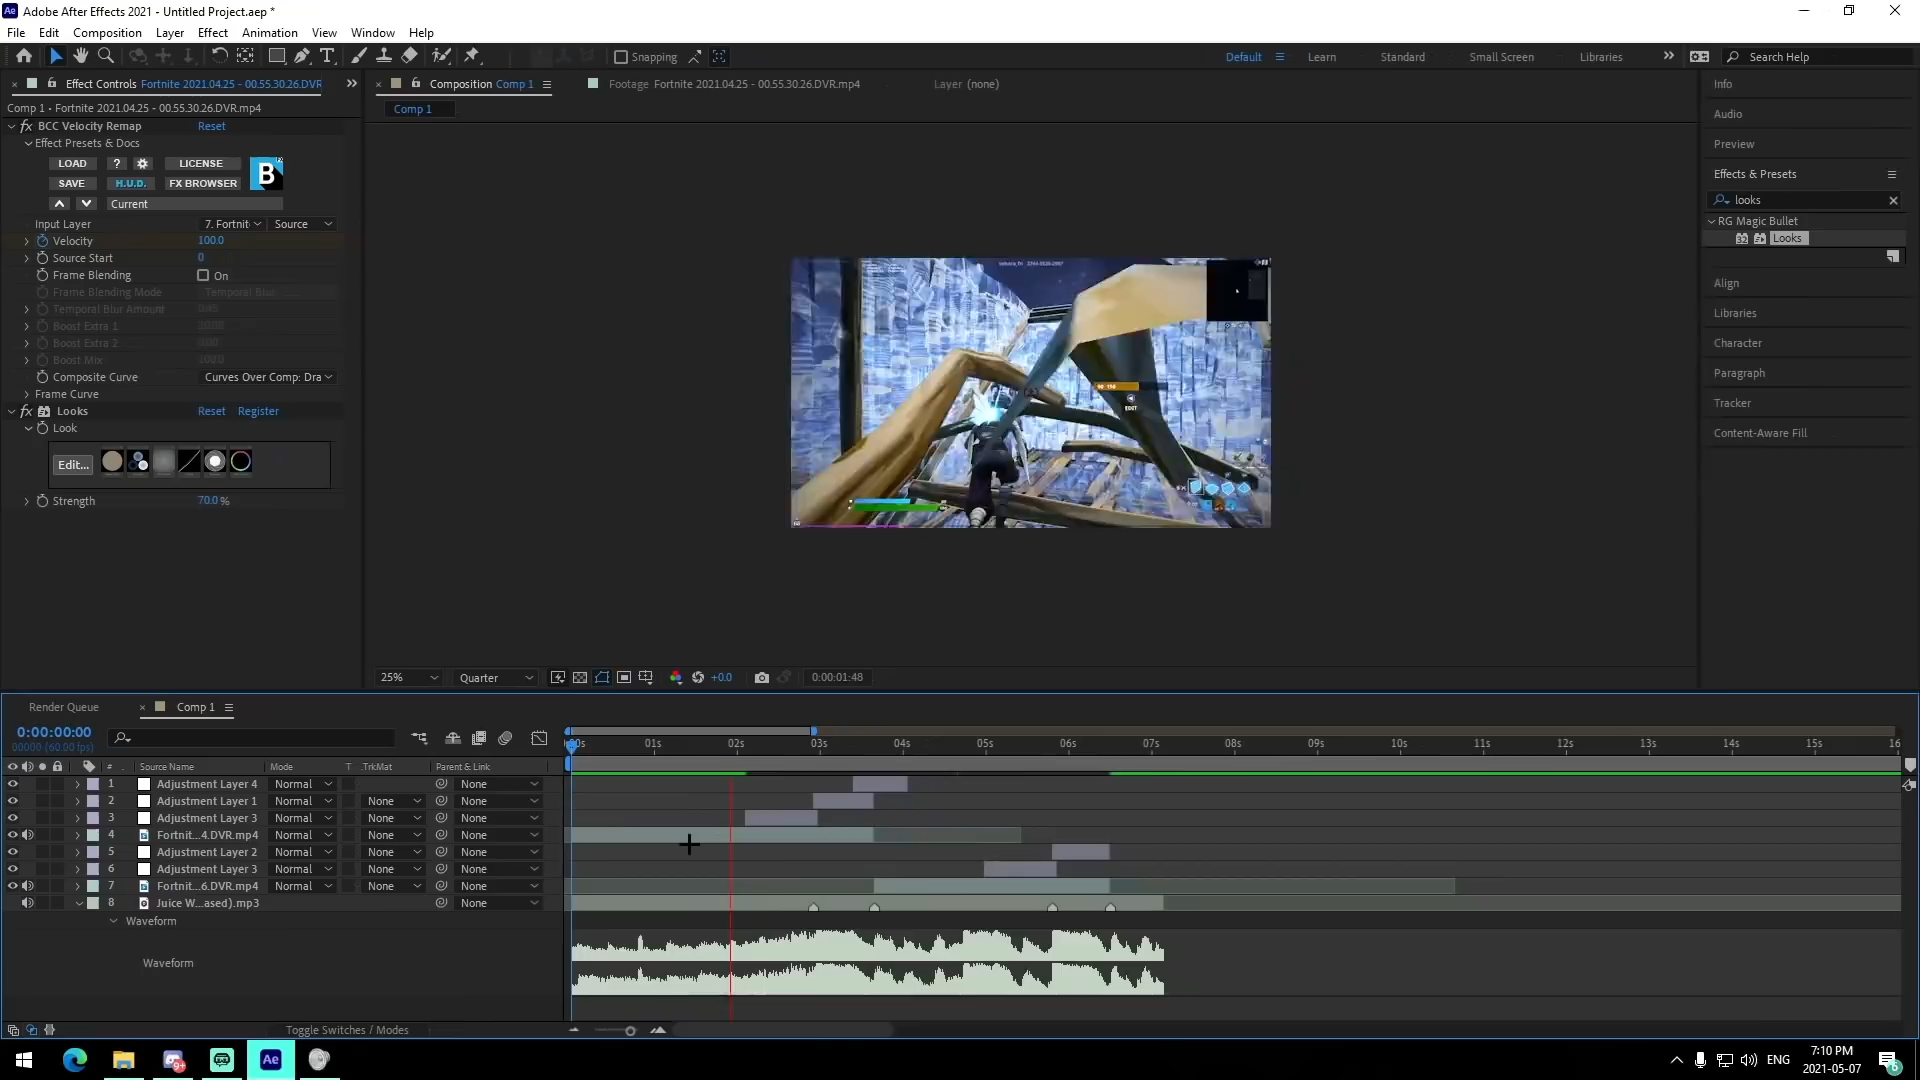 Adobe After Effects 2021 - Untitled Project.aep *
File Edit Composition Layer Effect Animation View Window Help
Snapping
Default Learn Standard Small Screen Libraries Search Help
Effect Controls Fortnite 2021.04.25 - 00.55.30.26.DVR
Composition Comp 1
Footage Fortnite 2021.04.25 - 00.55.30.26.DVR.mp4
Layer (none)
Comp 1 • Fortnite 2021.04.25 - 00.55.30.26.DVR.mp4
Comp 1
BCC Velocity Remap Reset
Effect Presets & Docs
LOAD ? LICENSE
SAVE H.U.D. FX BROWSER
B
Current
Input Layer 7. Fortnit Source
Velocity 100.0
Source Start 0
Frame Blending On
Frame Blending Mode Temporal Blur
Temporal Blur Amount
Boost Extra 1
Boost Extra 2
Boost Mix 100.0
Composite Curve Curves Over Comp: Dra
Frame Curve
Looks Reset Register
Look
Edit...
Strength 70.0 %
EDIT
Info
Audio
Preview
Effects & Presets
looks
RG Magic Bullet
32 Looks
Align
Libraries
Character
Paragraph
Tracker
Content-Aware Fill
25% Quarter +0.0 0:00:01:48
Render Queue Comp 1
0:00:00:00
00000 (60.00 fps)
:00s 01s 02s 03s 04s 05s 06s 07s 08s 09s 10s 11s 12s 13s 14s 15s 16
# Source Name Mode T .TrkMat Parent & Link
1 Adjustment Layer 4 Normal None
2 Adjustment Layer 1 Normal None None
3 Adjustment Layer 3 Normal None None
4 Fortnit...4.DVR.mp4 Normal None None
5 Adjustment Layer 2 Normal None None
6 Adjustment Layer 3 Normal None None
7 Fortnit...6.DVR.mp4 Normal None None
8 Juice W...ased).mp3 None
Waveform
Waveform
Toggle Switches / Modes
9+
Ae
ENG
7:10 PM
2021-05-07
6